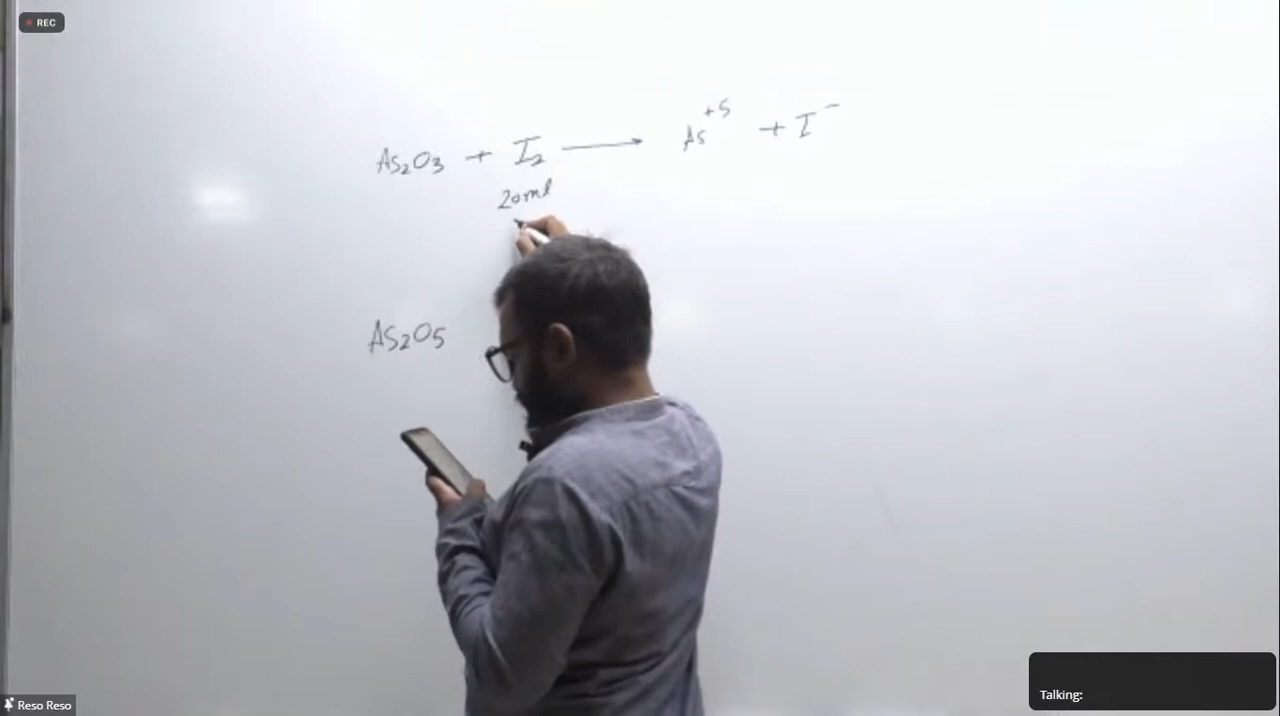 REC
As₂O₃ + I₂ ⟶ As⁺⁵ + I⁻
20ml
As₂O₅
Reso Reso
Talking: